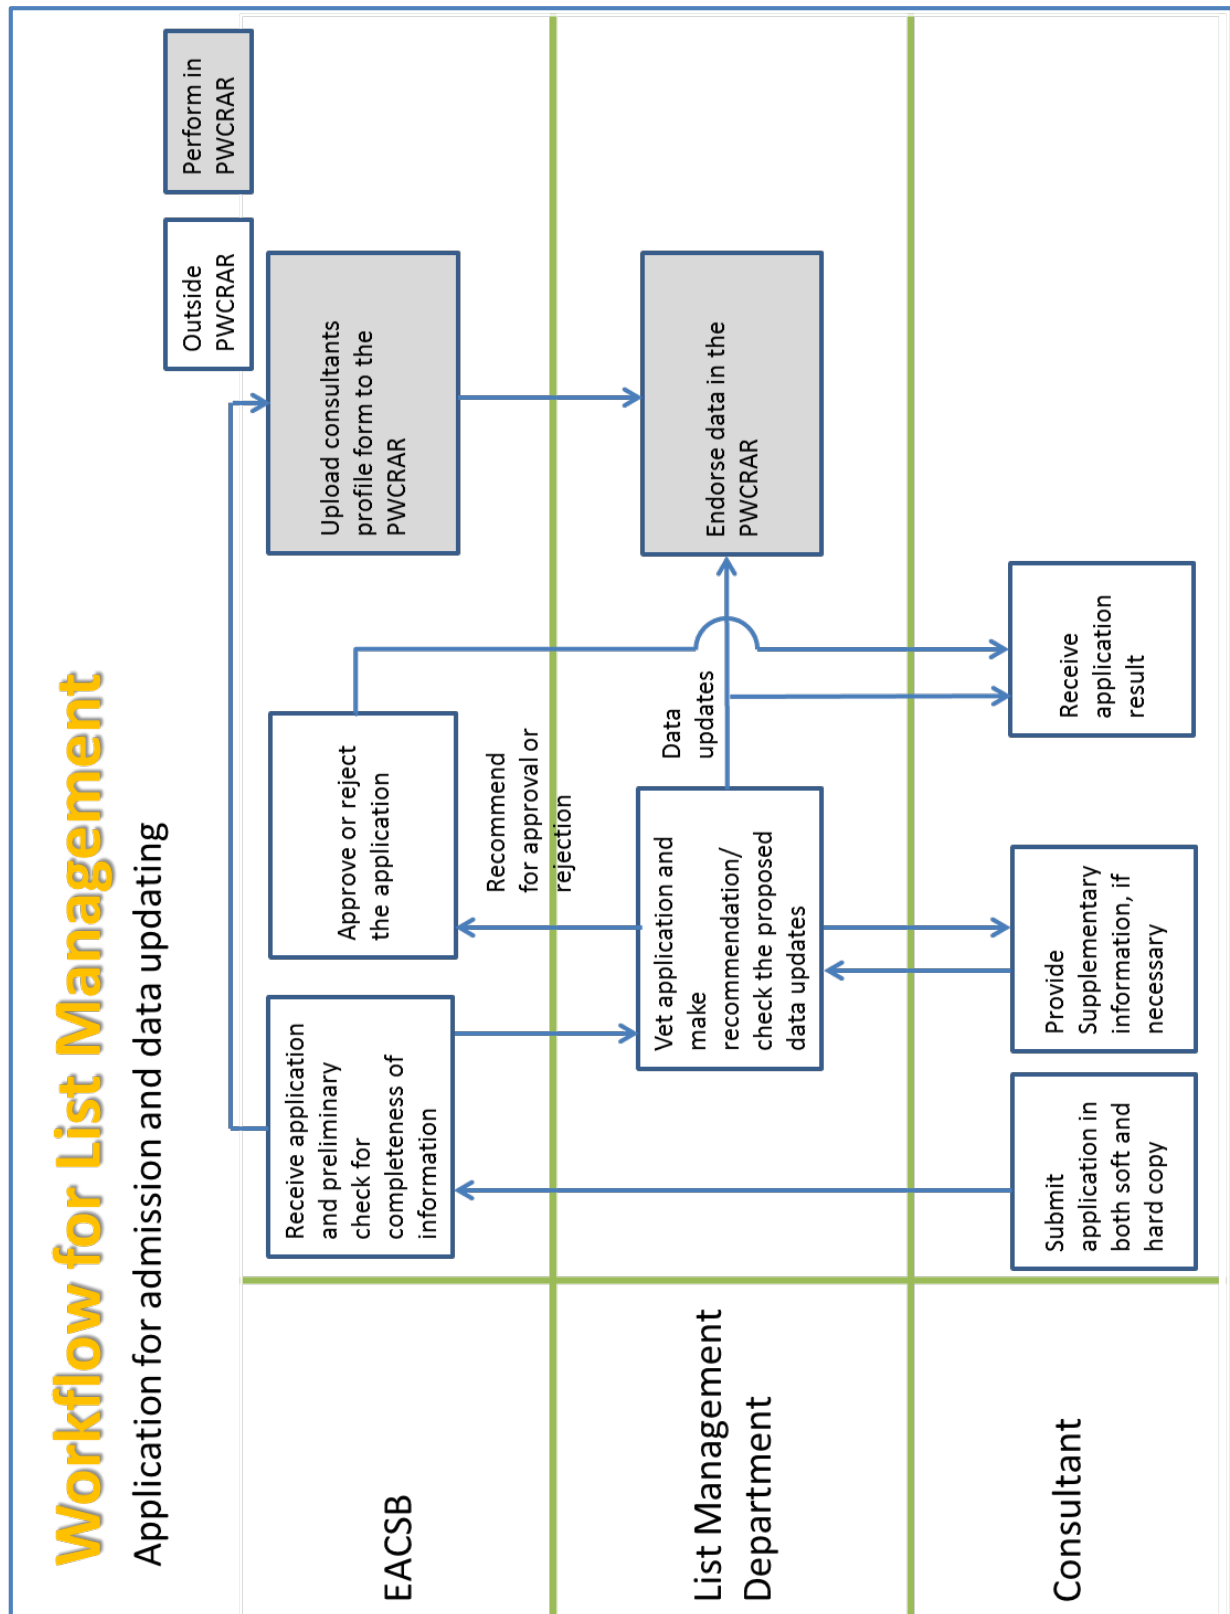 Workflow for List Management
Application for admission and data updating
Outside
PWCRAR
Perform in
PWCRAR
EACSB
Receive application
and preliminary
check for
completeness of
information
Approve or reject
the application
Upload consultants
profile form to the
PWCRAR
Recommend
for approval or
rejection
List Management
Department
Vet application and
make
recommendation/
check the proposed
data updates
Data
updates
Endorse data in the
PWCRAR
Consultant
Submit
application in
both soft and
hard copy
Provide
Supplementary
information, if
necessary
Receive
application
result